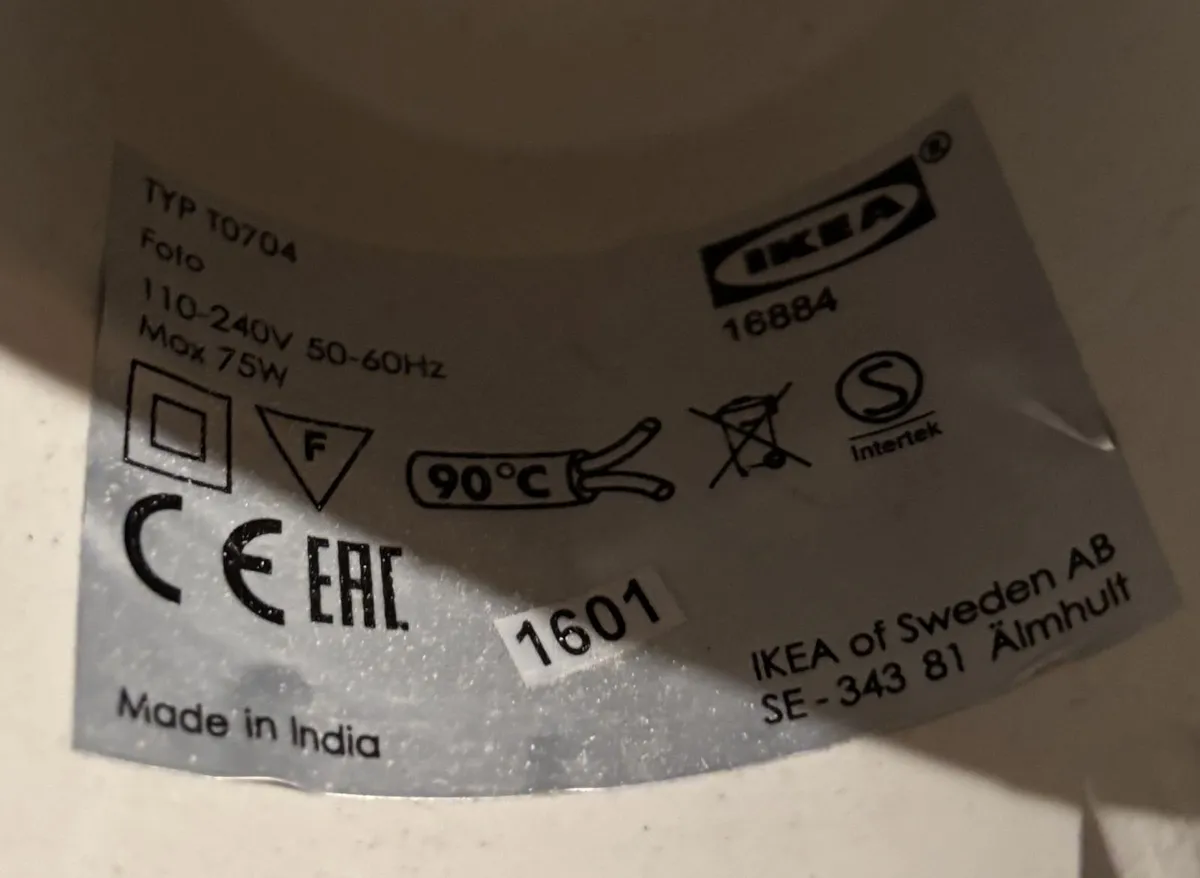 TYP T0704
Foto
110-240V 50-60Hz
Max 75W
F
90°C
CE EAC
Made in India
1601
IKEA®
16884
S
Intertek
IKEA of Sweden AB
SE-343 81 Älmhult